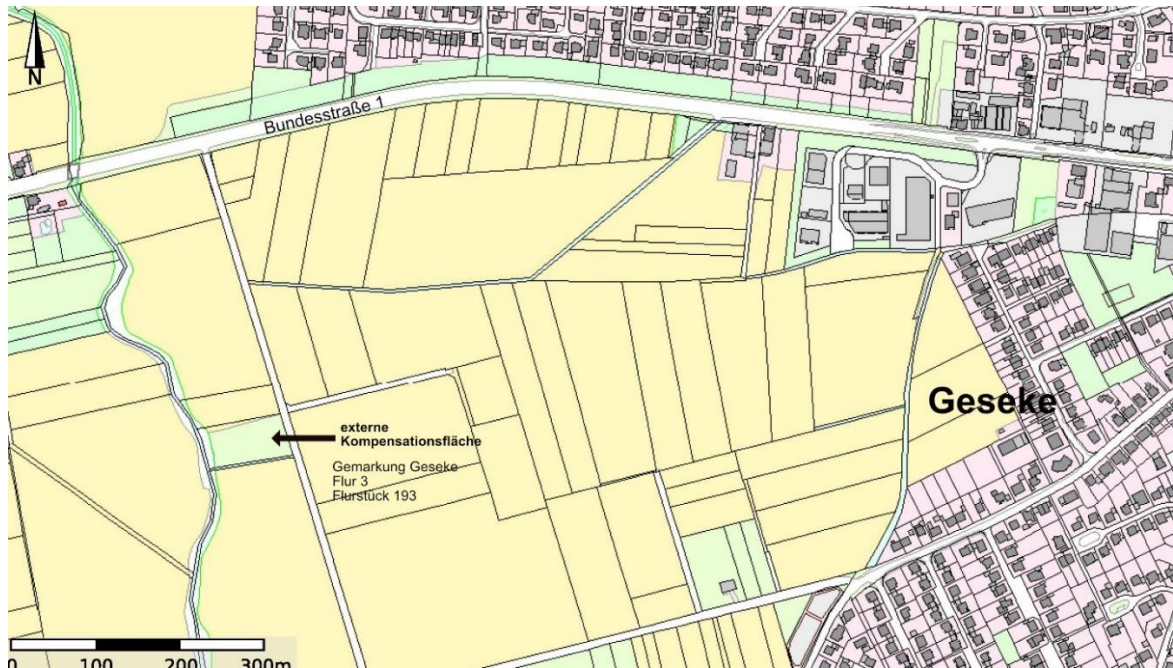 N
Bundesstraße 1
Geseke
externe
Kompensationsfläche
Gemarkung Geseke
Flur 3
Flurstück 193
0 100 200 300m